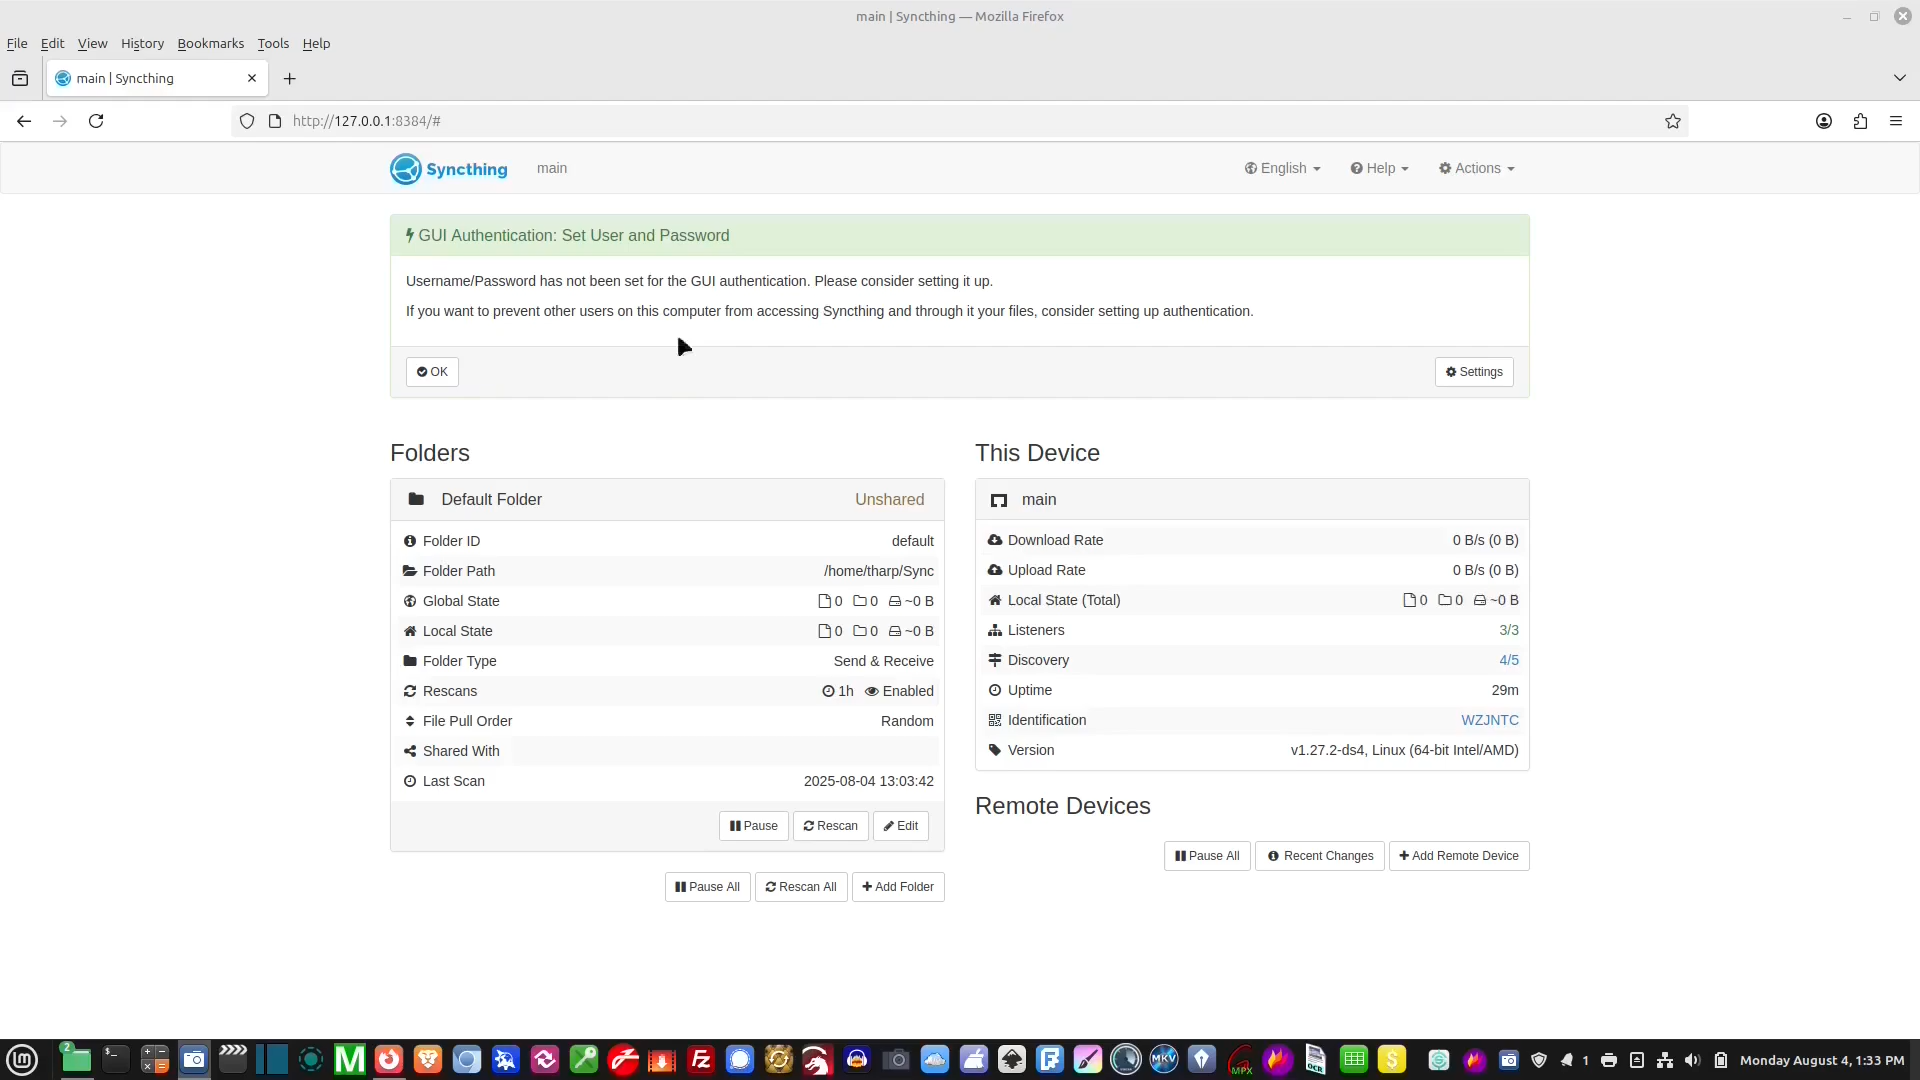 main | Syncthing — Mozilla Firefox
File Edit View History Bookmarks Tools Help
main | Syncthing
http://127.0.0.1:8384/#
Syncthing main English Help Actions
GUI Authentication: Set User and Password
Username/Password has not been set for the GUI authentication. Please consider setting it up.
If you want to prevent other users on this computer from accessing Syncthing and through it your files, consider setting up authentication.
OK Settings
Folders
Default Folder Unshared
Folder ID default
Folder Path /home/tharp/Sync
Global State 0 0 ~0 B
Local State 0 0 ~0 B
Folder Type Send & Receive
Rescans 1h Enabled
File Pull Order Random
Shared With
Last Scan 2025-08-04 13:03:42
Pause Rescan Edit
Pause All Rescan All + Add Folder
This Device
main
Download Rate 0 B/s (0 B)
Upload Rate 0 B/s (0 B)
Local State (Total) 0 0 ~0 B
Listeners 3/3
Discovery 4/5
Uptime 29m
Identification WZJNTC
Version v1.27.2-ds4, Linux (64-bit Intel/AMD)
Remote Devices
Pause All Recent Changes + Add Remote Device
2 M FZ F MKV MPX OCR $ 1 Monday August 4, 1:33 PM